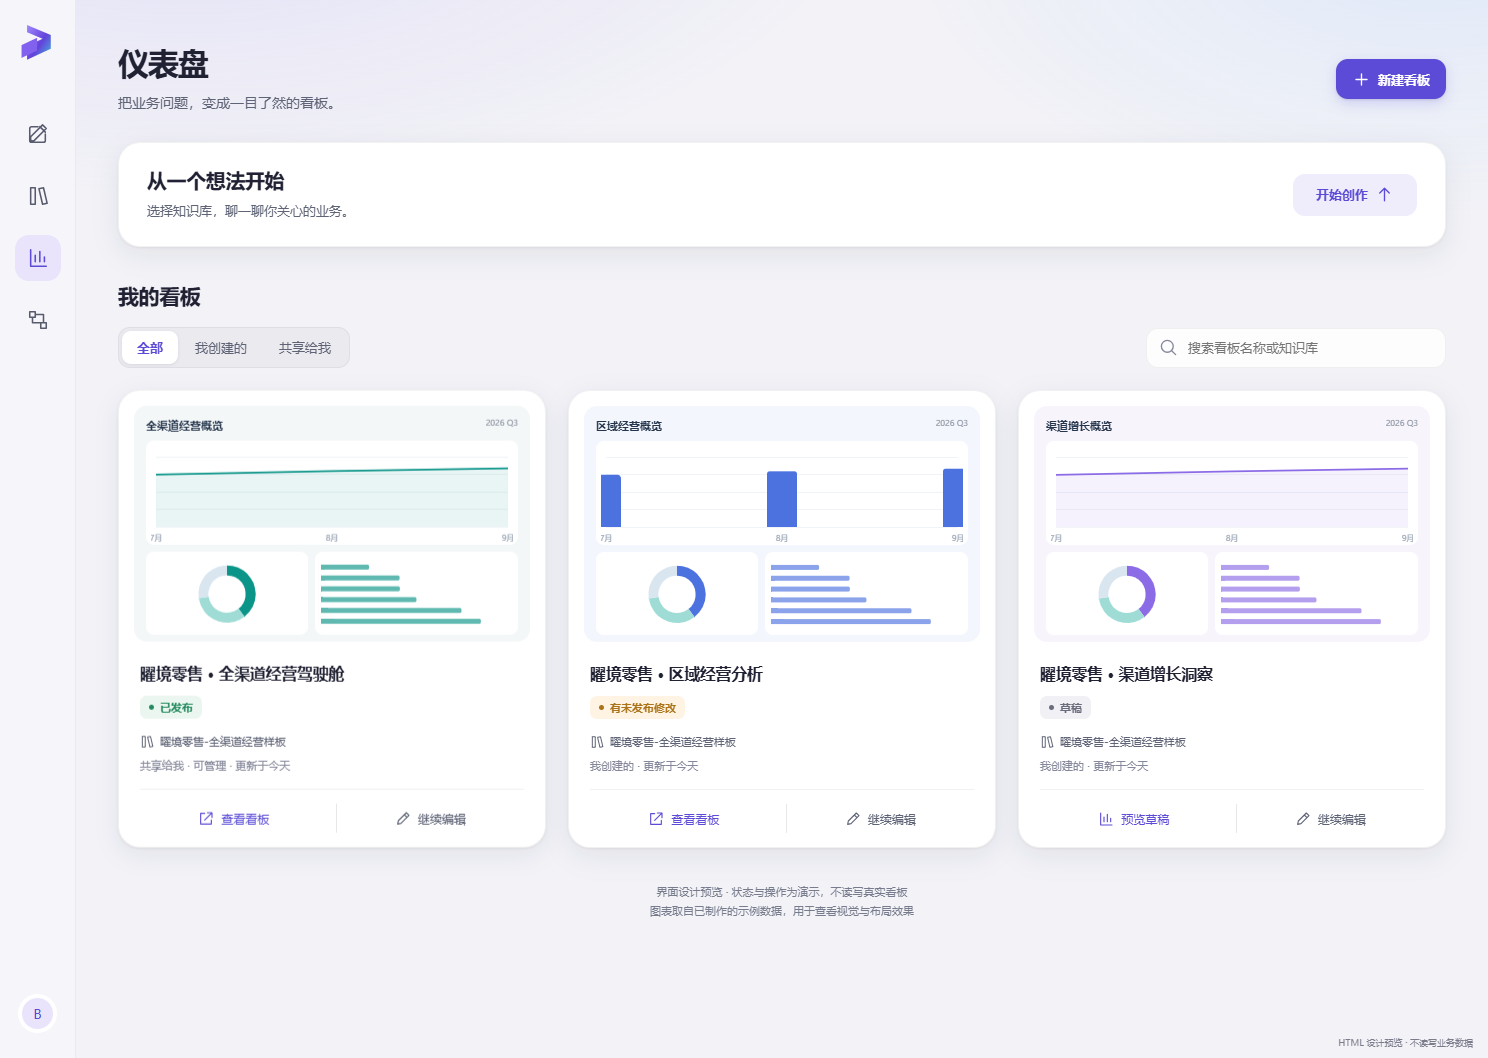 仪表盘
把业务问题，变成一目了然的看板。
新建看板
从一个想法开始
选择知识库，聊一聊你关心的业务。
开始创作
我的看板
全部 我创建的 共享给我
搜索看板名称或知识库
全渠道经营概览 2026 Q3
7月 8月 9月
曜境零售 • 全渠道经营驾驶舱
已发布
曜境零售-全渠道经营样板
共享给我 · 可管理 · 更新于今天
查看看板 继续编辑
区域经营概览 2026 Q3
7月 8月 9月
曜境零售 • 区域经营分析
有未发布修改
曜境零售-全渠道经营样板
我创建的 · 更新于今天
查看看板 继续编辑
渠道增长概览 2026 Q3
7月 8月 9月
曜境零售 • 渠道增长洞察
草稿
曜境零售-全渠道经营样板
我创建的 · 更新于今天
预览草稿 继续编辑
界面设计预览 · 状态与操作为演示，不读写真实看板
图表取自已制作的示例数据，用于查看视觉与布局效果
B
HTML 设计预览 · 不读写业务数据